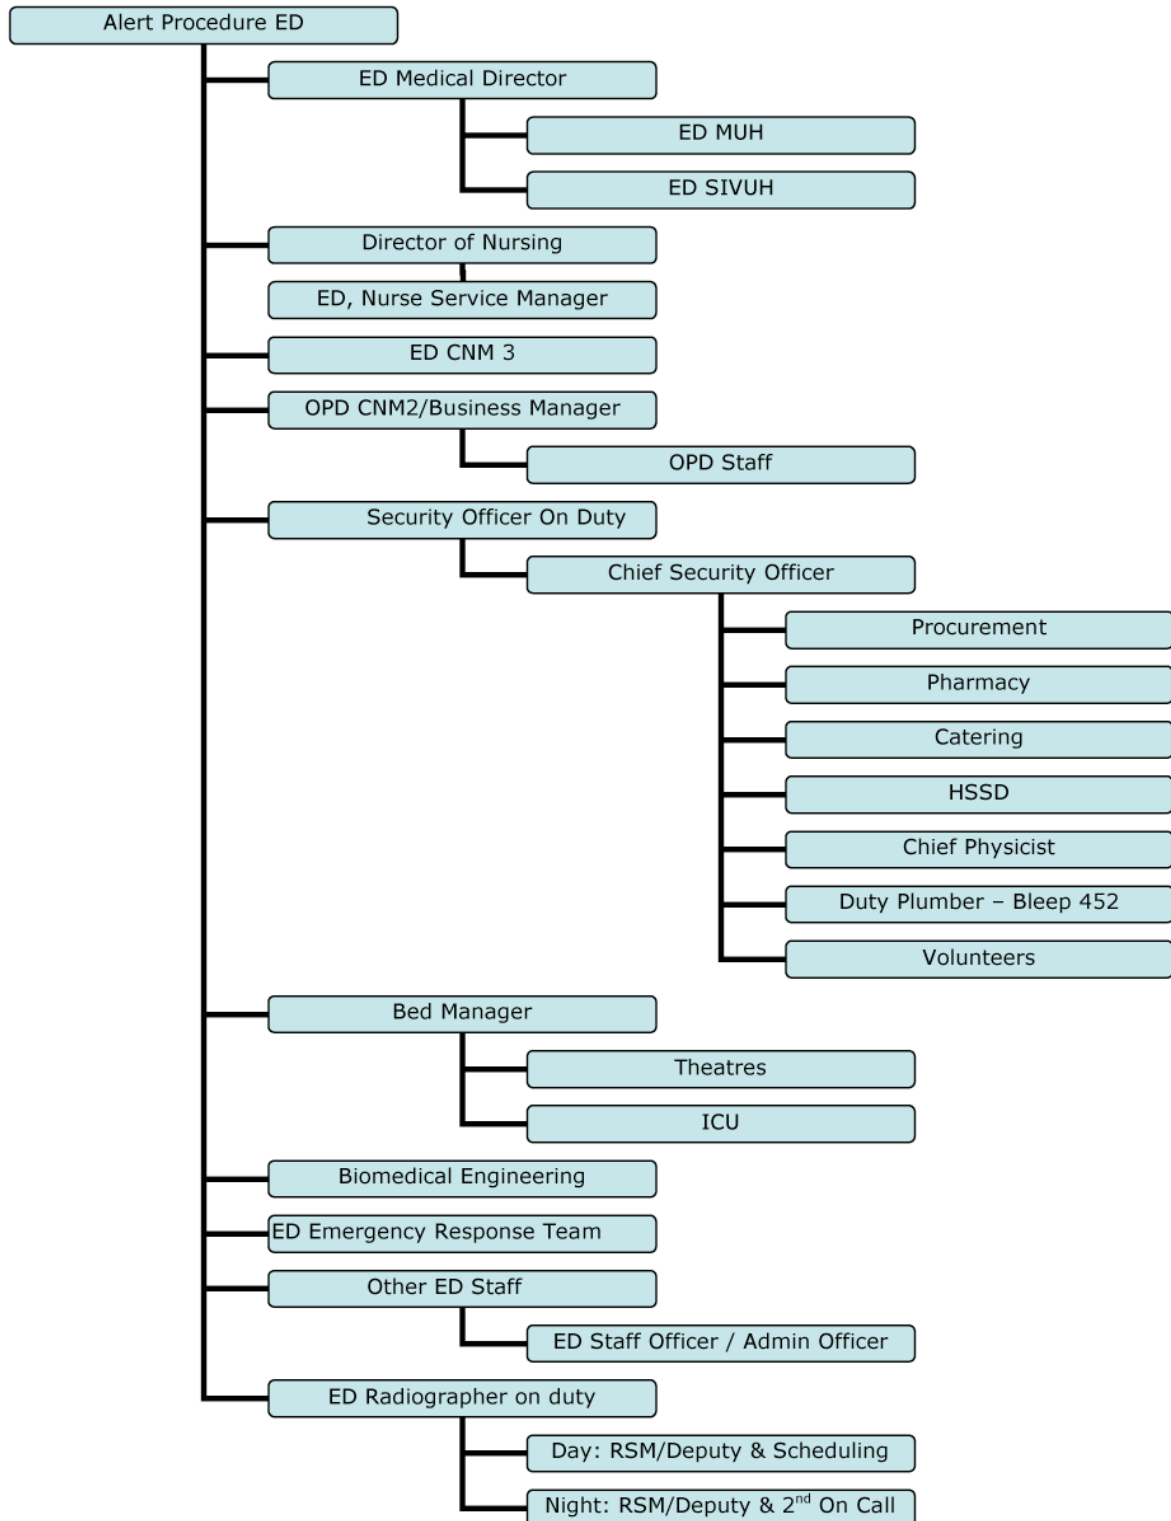 Alert Procedure ED
ED Medical Director
ED MUH
ED SIVUH
Director of Nursing
ED, Nurse Service Manager
ED CNM 3
OPD CNM2/Business Manager
OPD Staff
Security Officer On Duty
Chief Security Officer
Procurement
Pharmacy
Catering
HSSD
Chief Physicist
Duty Plumber – Bleep 452
Volunteers
Bed Manager
Theatres
ICU
Biomedical Engineering
ED Emergency Response Team
Other ED Staff
ED Staff Officer / Admin Officer
ED Radiographer on duty
Day: RSM/Deputy & Scheduling
Night: RSM/Deputy & 2nd On Call